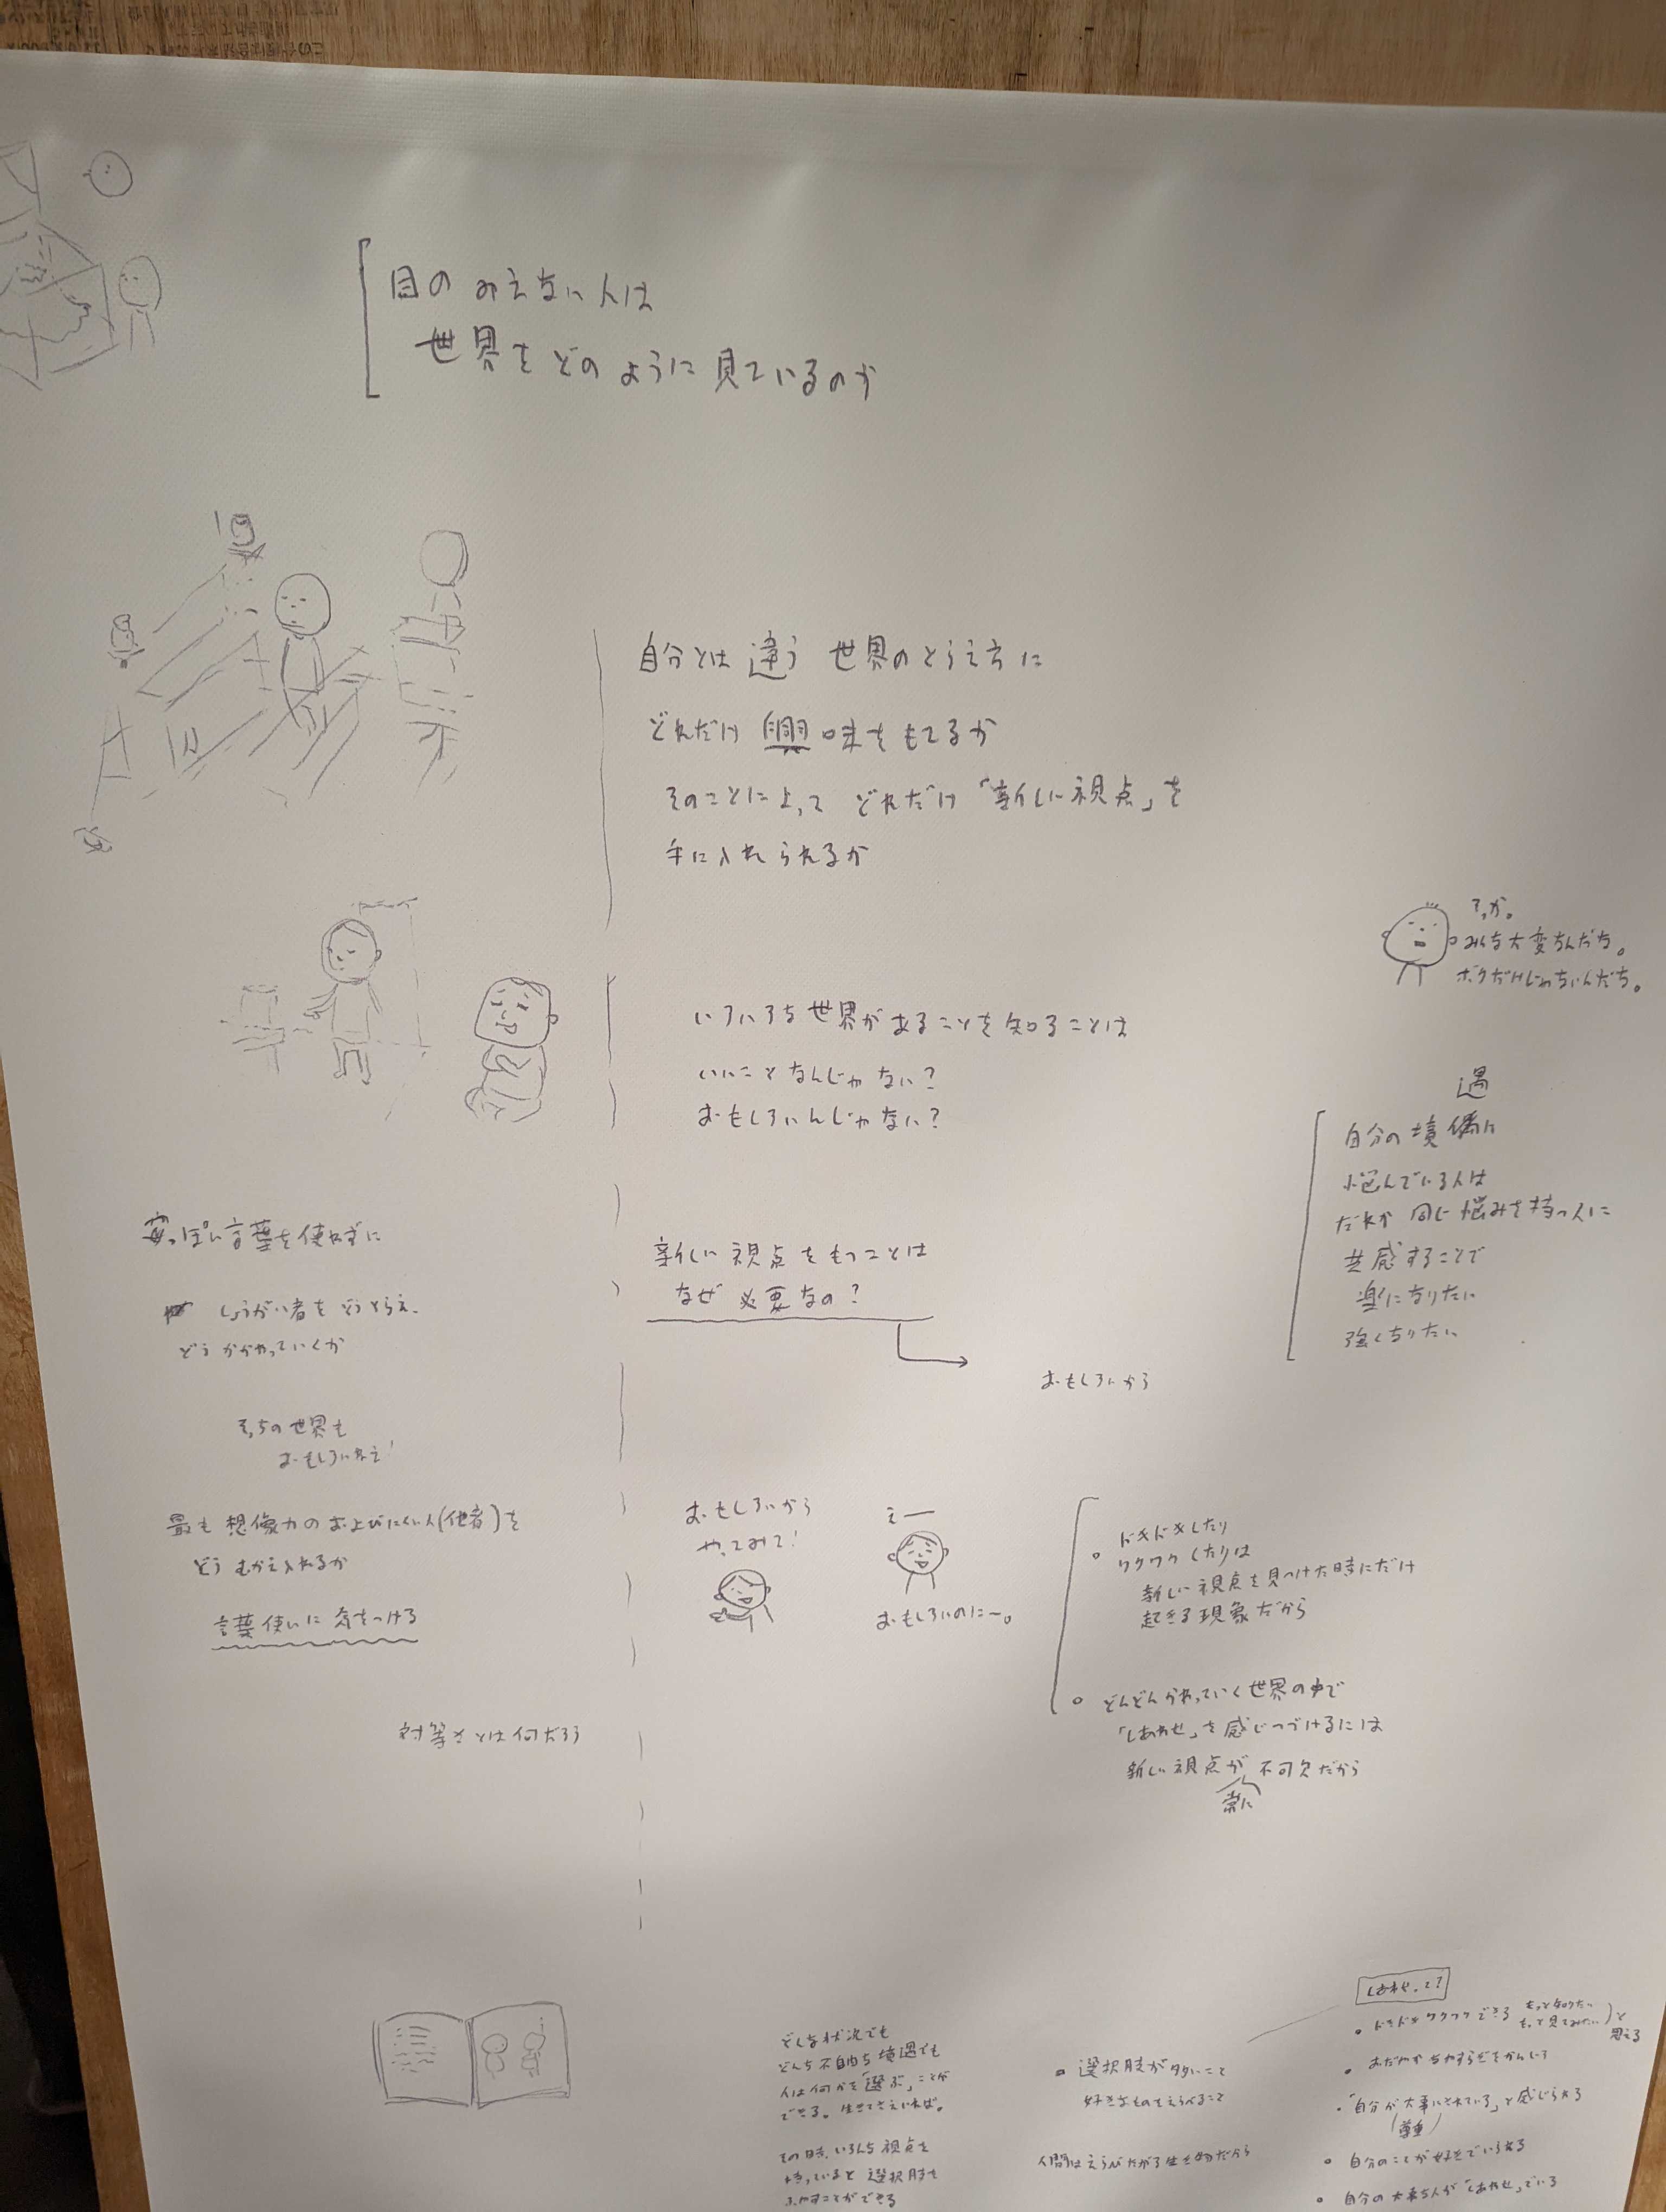 目のみえない人は
世界をどのように見ているのか
自分とは違う世界のとらえ方に
どれだけ興味をもてるか
そのことによってどれだけ「新しい視点」を
手に入れられるか
そっか。
みんな大変なんだな。
ボクだけじゃないんだな。
いろいろな世界があることを知ることは
いいことなんじゃない?
おもしろいんじゃない?
遇
自分の境偶に
悩んでいる人は
だれか同じ悩みを持つ人に
共感することで
楽になりたい
強くなりたい
安っぽい言葉を使わずに
しょうがい者をどうとらえ、
どうかかわっていくか
そっちの世界も
おもしろいねえ!
最も想像力のおよびにくい人(他者)を
どうむかえ入れるか
言葉使いに気をつける
対等さとは何だろう
新しい視点をもつことは
なぜ必要なの?
おもしろいから
おもしろいから
やってみて!
えー
おもしろいのにー。
ドキドキしたり
ワクワクしたりは
新しい視点を見つけた時にだけ
起きる現象だから
どんどんかわっていく世界の中で
「しあわせ」を感じつづけるには
新しい視点が不可欠だから
常に
どんな状況でも
どんな不自由な境遇でも
人は何かを「選ぶ」ことが
できる。生きてさえいれば。
その時、いろんな視点を
持っていると選択肢を
ふやすことができる
選択肢が多いこと
好きなものをえらべること
人間はえらびたがる生き物だから
しあわせって?
ドキドキワクワクできる
もっと知りたい
もっと見てみたい…)と
思える
おだやかなやすらぎをかんじる
「自分が大事にされている」と感じられる
(尊重)
自分のことが好きでいられる
自分の大事な人が「しあわせ」でいる